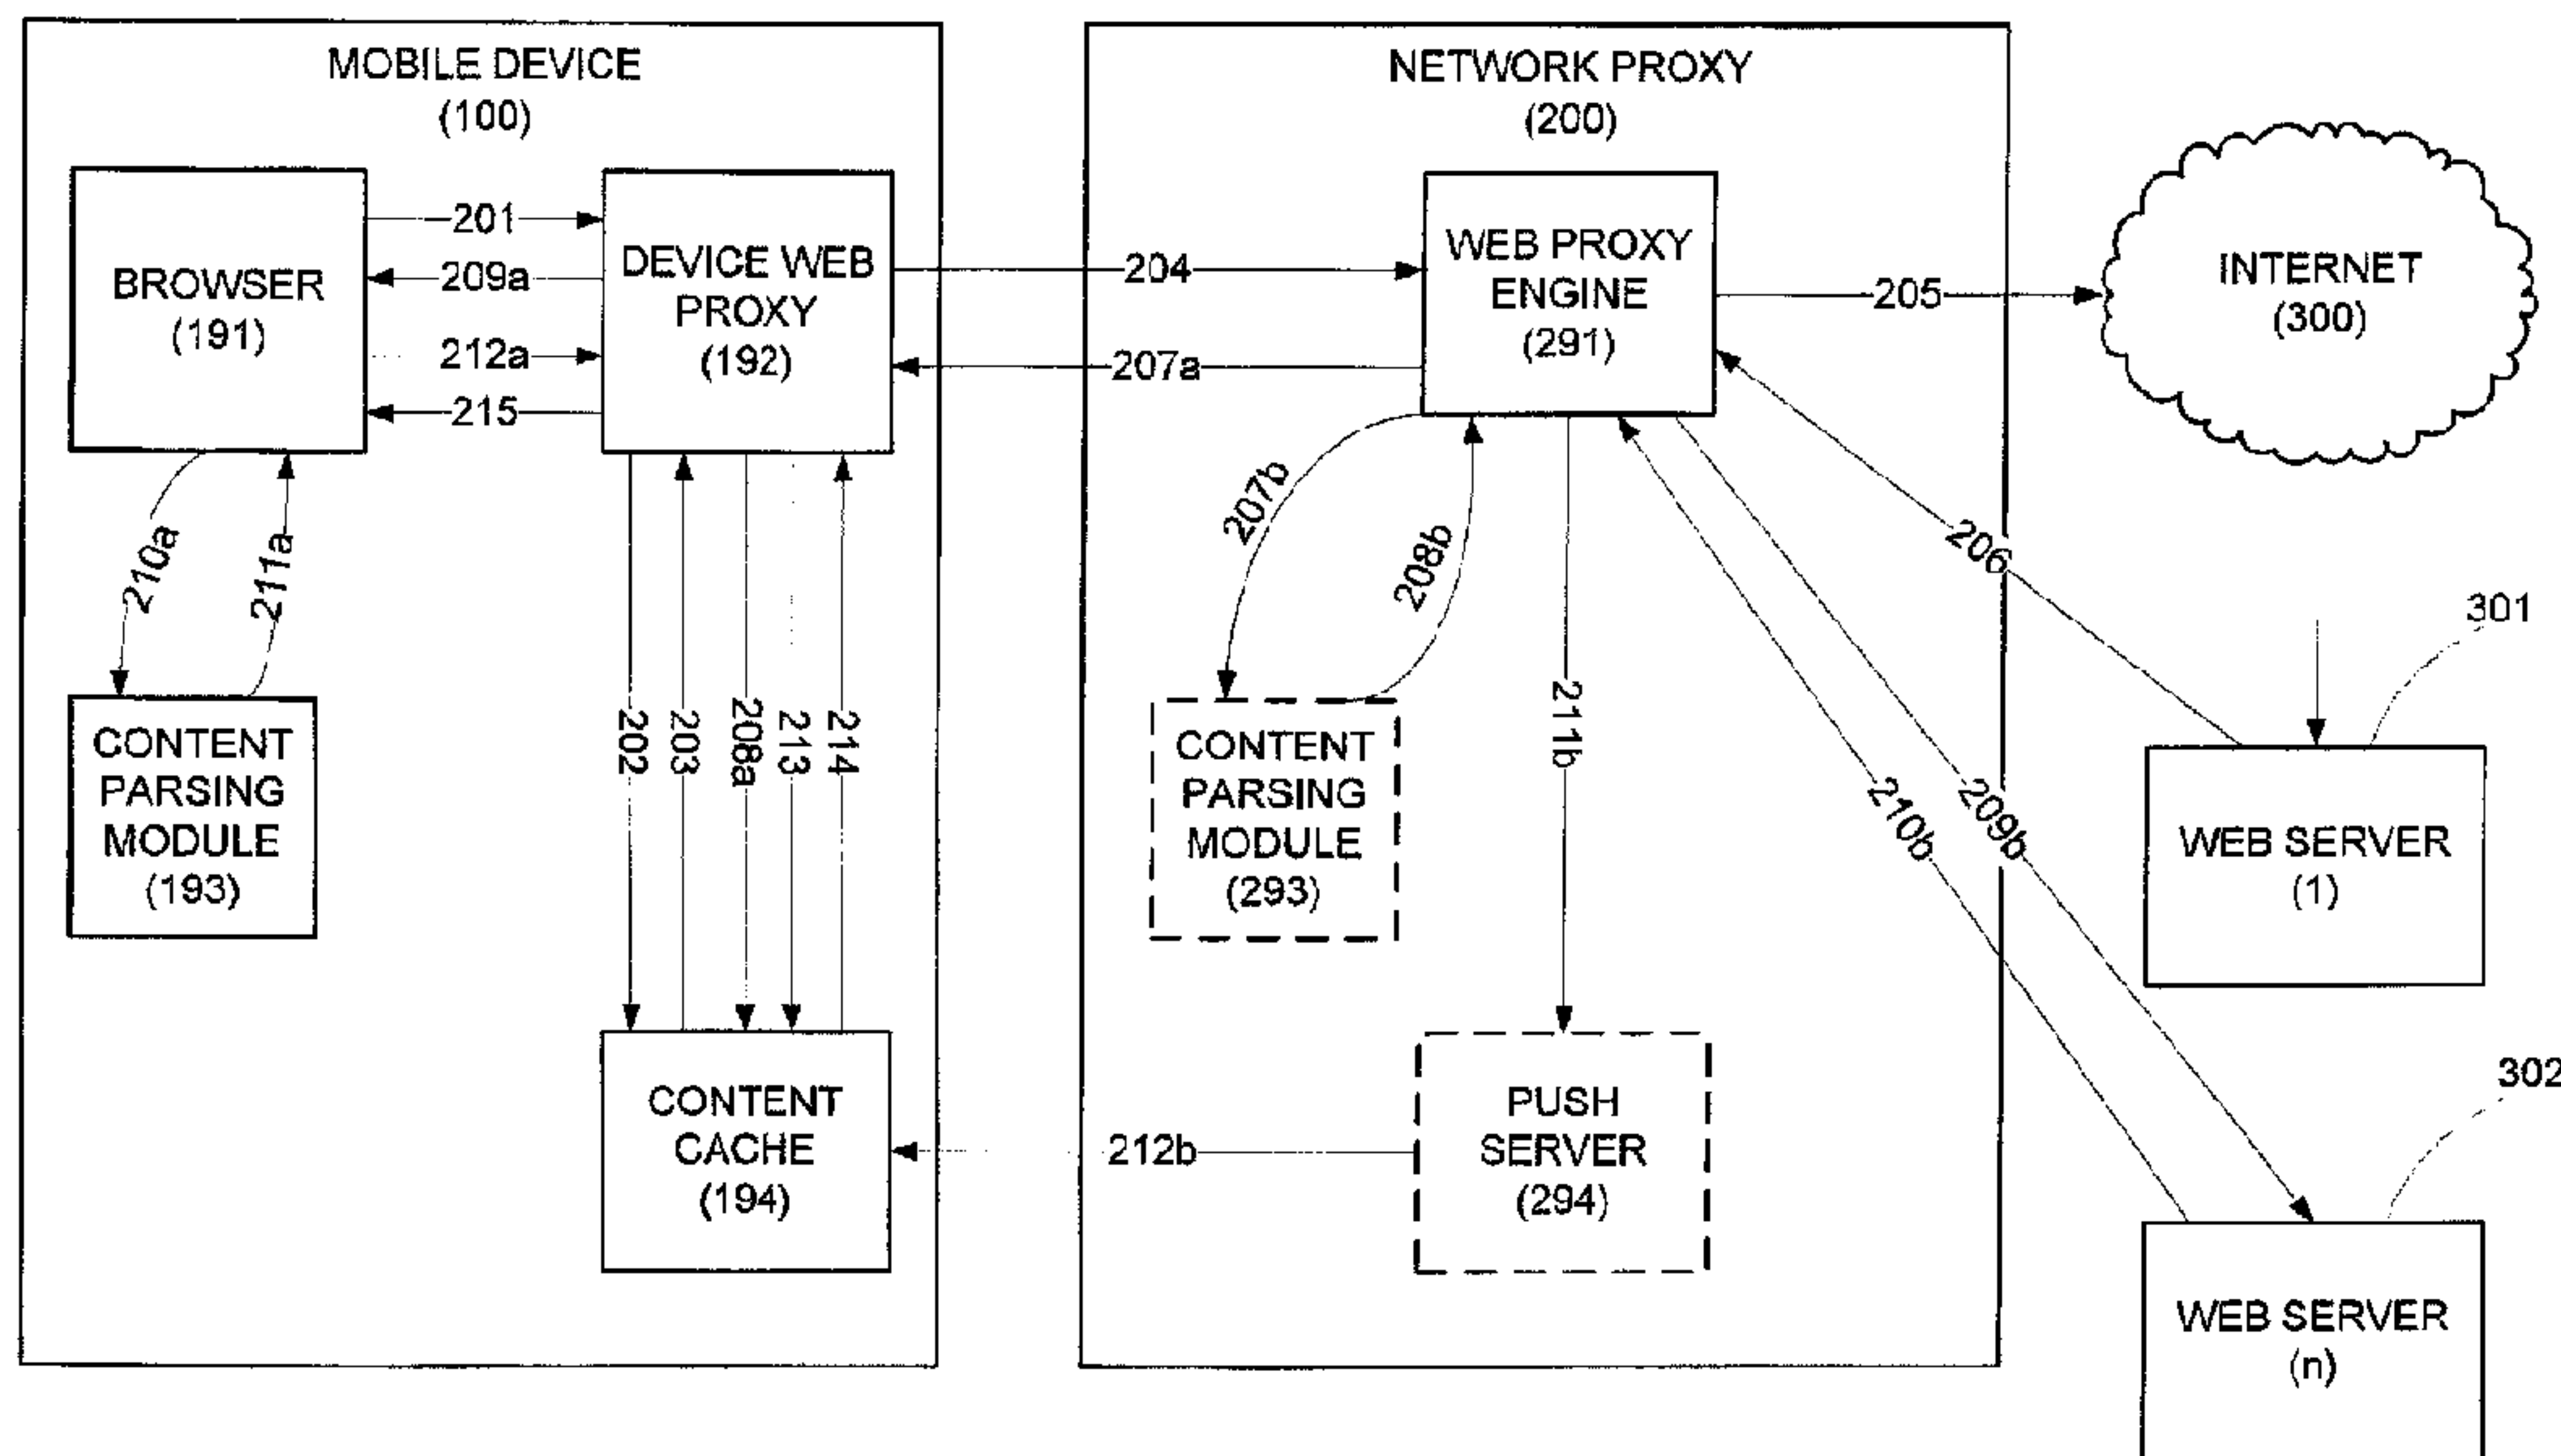 MOBILE DEVICE
(100)
NETWORK PROXY
(200)
BROWSER
(191)
201
209a
212a
215
DEVICE WEB
PROXY
(192)
204
207a
WEB PROXY
ENGINE
(291)
205
INTERNET
(300)
210a
211a
207b
208b
206
301
CONTENT
PARSING
MODULE
(193)
202
203
208a
213
214
CONTENT
PARSING
MODULE
(293)
211b
210b
209b
WEB SERVER
(1)
302
CONTENT
CACHE
(194)
212b
PUSH
SERVER
(294)
WEB SERVER
(n)